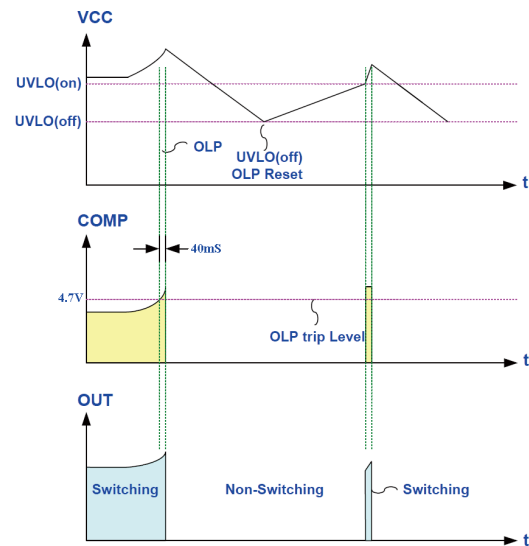 VCC
UVLO(on)
UVLO(off)
OLP
UVLO(off)
OLP Reset
t
COMP
40mS
4.7V
OLP trip Level
t
OUT
Switching
Non-Switching
Switching
t